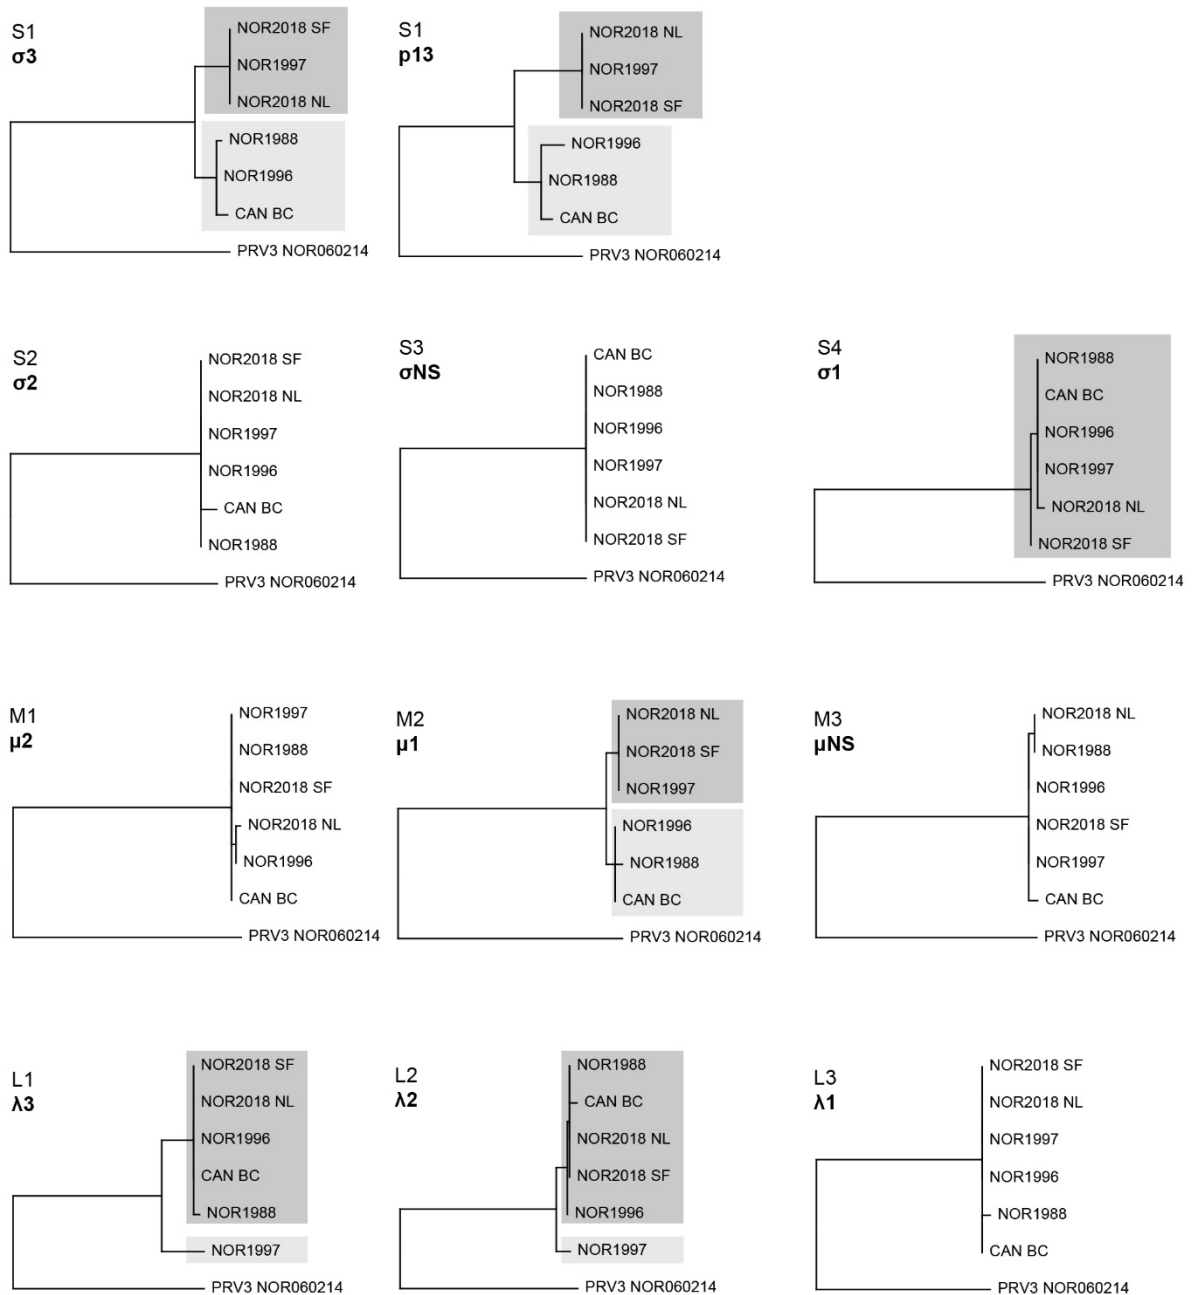 S1
σ3
NOR2018 SF
NOR1997
NOR2018 NL
NOR1988
NOR1996
CAN BC
PRV3 NOR060214
S1
p13
NOR2018 NL
NOR1997
NOR2018 SF
NOR1996
NOR1988
CAN BC
PRV3 NOR060214
S2
σ2
NOR2018 SF
NOR2018 NL
NOR1997
NOR1996
CAN BC
NOR1988
PRV3 NOR060214
S3
σNS
CAN BC
NOR1988
NOR1996
NOR1997
NOR2018 NL
NOR2018 SF
PRV3 NOR060214
S4
σ1
NOR1988
CAN BC
NOR1996
NOR1997
NOR2018 NL
NOR2018 SF
PRV3 NOR060214
M1
μ2
NOR1997
NOR1988
NOR2018 SF
NOR2018 NL
NOR1996
CAN BC
PRV3 NOR060214
M2
μ1
NOR2018 NL
NOR2018 SF
NOR1997
NOR1996
NOR1988
CAN BC
PRV3 NOR060214
M3
μNS
NOR2018 NL
NOR1988
NOR1996
NOR2018 SF
NOR1997
CAN BC
PRV3 NOR060214
L1
λ3
NOR2018 SF
NOR2018 NL
NOR1996
CAN BC
NOR1988
NOR1997
PRV3 NOR060214
L2
λ2
NOR1988
CAN BC
NOR2018 NL
NOR2018 SF
NOR1996
NOR1997
PRV3 NOR060214
L3
λ1
NOR2018 SF
NOR2018 NL
NOR1997
NOR1996
NOR1988
CAN BC
PRV3 NOR060214